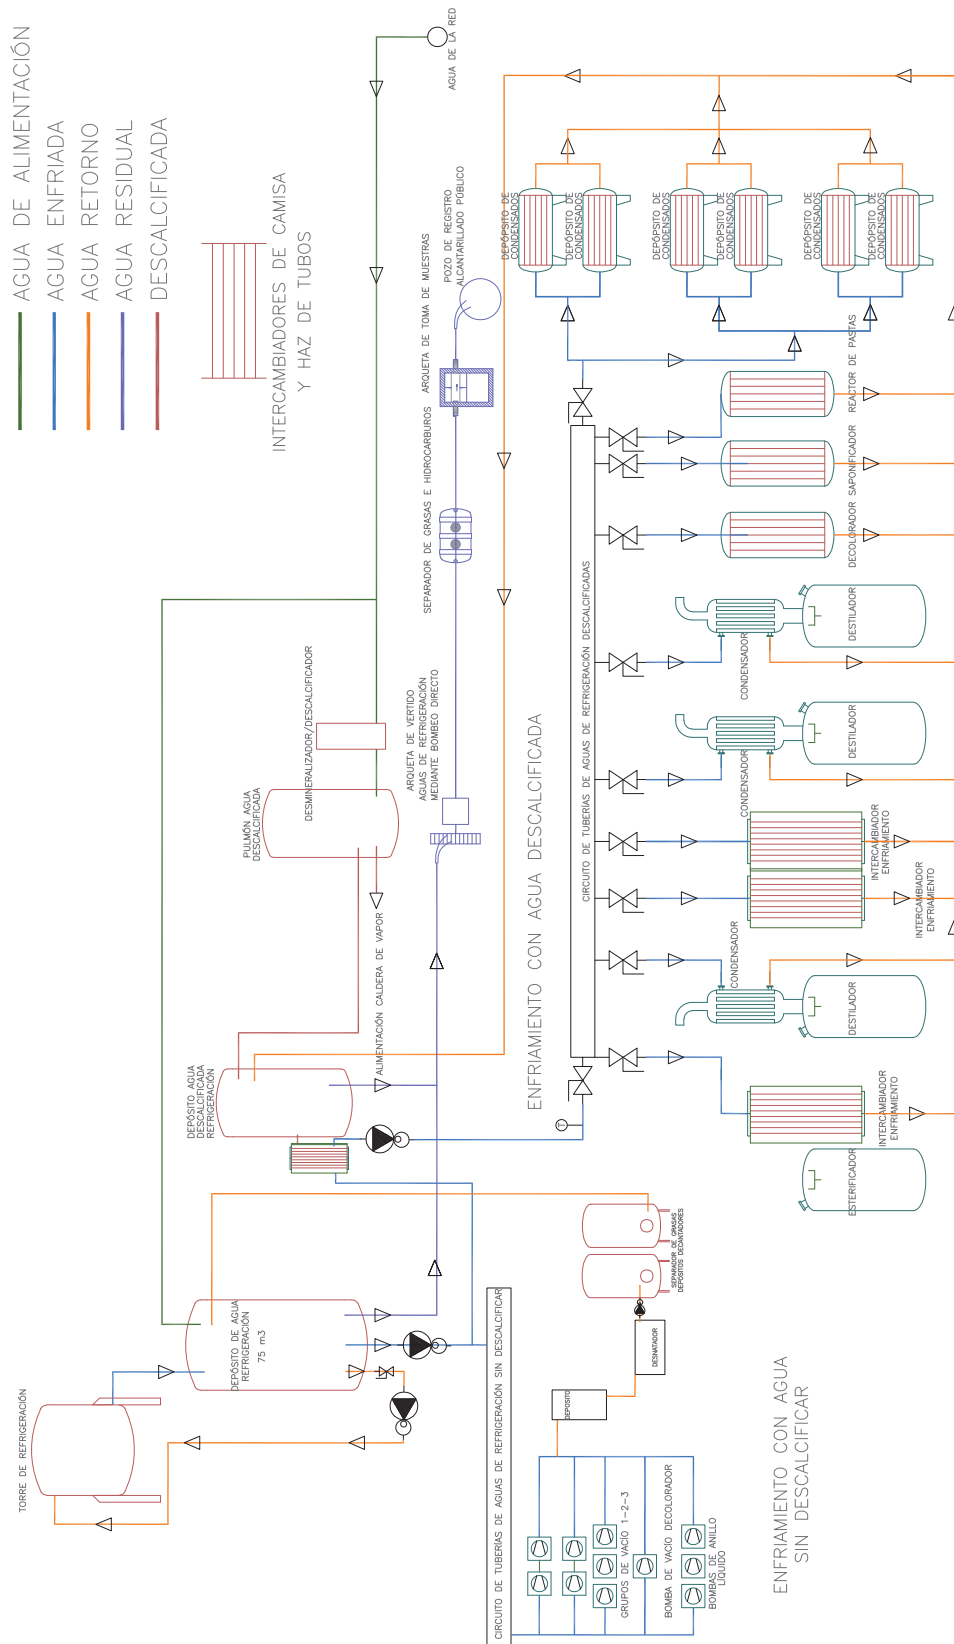 AGUA DE ALIMENTACIÓN
AGUA ENFRIADA
AGUA RETORNO
AGUA RESIDUAL
DESCALCIFICADA
INTERCAMBIADORES DE CAMISA
Y HAZ DE TUBOS
AGUA DE LA RED
POZO DE REGISTRO
ALCANTARILLADO PÚBLICO
ARQUETA DE TOMA DE MUESTRAS
SEPARADOR DE GRASAS E HIDROCARBUROS
ARQUETA DE VERTIDO
AGUAS DE REFRIGERACIÓN
MEDIANTE BOMBEO DIRECTO
DESMINERALIZADOR/DESCALCIFICADOR
PULMÓN AGUA
DESCALCIFICADA
ALIMENTACIÓN CALDERA DE VAPOR
DEPÓSITO AGUA
DESCALCIFICADA
REFRIGERACIÓN
DEPÓSITO DE AGUA
REFRIGERACIÓN
75 m3
TORRE DE REFRIGERACIÓN
ENFRIAMIENTO CON AGUA DESCALCIFICADA
CIRCUITO DE TUBERÍAS DE AGUAS DE REFRIGERACIÓN DESCALCIFICADAS
DEPÓSITO DE
CONDENSADOS
DEPÓSITO DE
CONDENSADOS
DEPÓSITO DE
CONDENSADOS
DEPÓSITO DE
CONDENSADOS
DEPÓSITO DE
CONDENSADOS
DEPÓSITO DE
CONDENSADOS
REACTOR DE PASTAS
SAPONIFICADOR
DECOLORADOR
CONDENSADOR
DESTILADOR
CONDENSADOR
DESTILADOR
INTERCAMBIADOR
ENFRIAMIENTO
INTERCAMBIADOR
ENFRIAMIENTO
CONDENSADOR
DESTILADOR
INTERCAMBIADOR
ENFRIAMIENTO
ESTERIFICADOR
T
SEPARADOR DE GRASAS
DEPÓSITOS DECANTADORES
DESNATADOR
DEPOSITO
CIRCUITO DE TUBERÍAS DE AGUAS DE REFRIGERACIÓN SIN DESCALCIFICAR
GRUPOS DE VACÍO 1-2-3
BOMBA DE VACÍO DECOLORADOR
BOMBAS DE ANILLO
LÍQUIDO
ENFRIAMIENTO CON AGUA
SIN DESCALCIFICAR